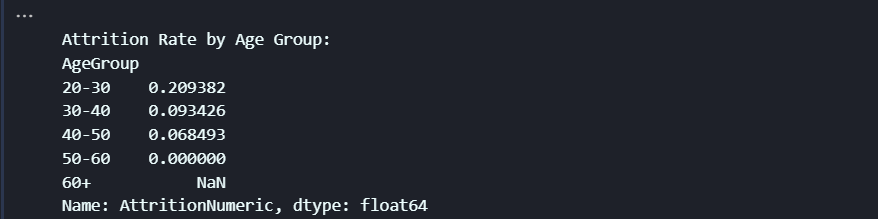 ...
Attrition Rate by Age Group:
AgeGroup
20-30    0.209382
30-40    0.093426
40-50    0.068493
50-60    0.000000
60+           NaN
Name: AttritionNumeric, dtype: float64